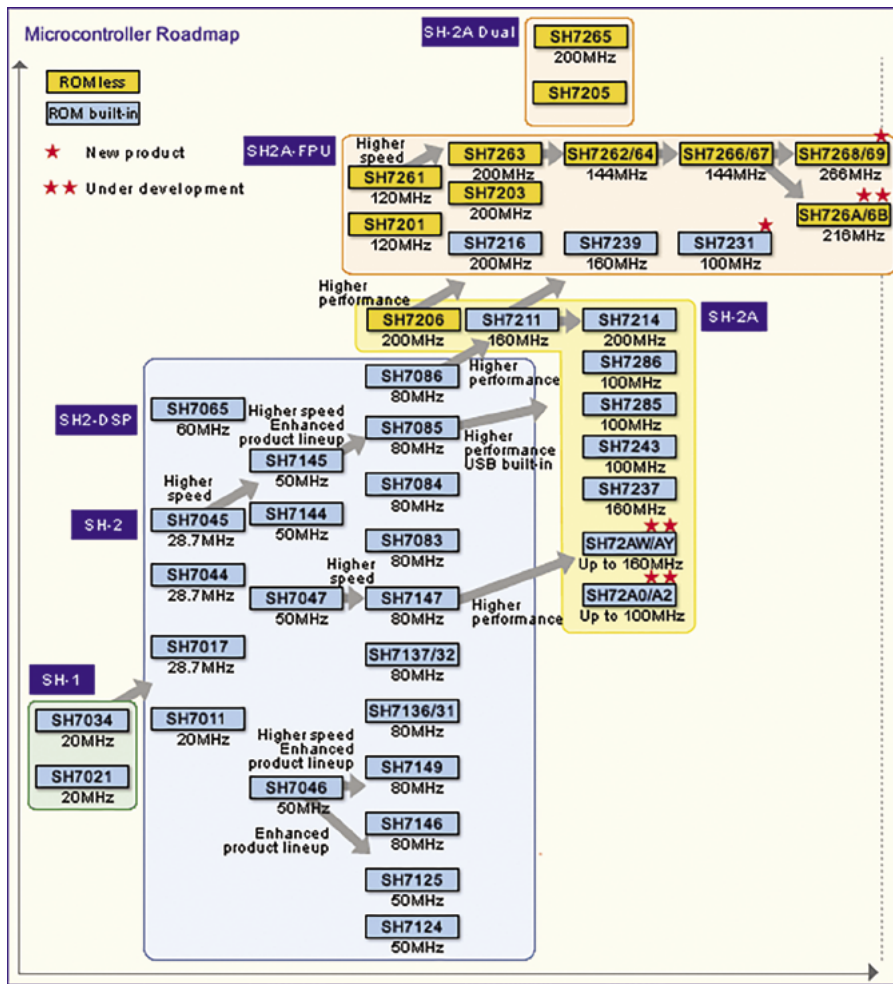 Microcontroller Roadmap
ROMless
ROM built-in
★ New product
★★ Under development
SH-2A Dual
SH7265
200MHz
SH7205
SH2A-FPU
Higher
speed
SH7261
120MHz
SH7201
120MHz
SH7263
200MHz
SH7203
200MHz
SH7216
200MHz
SH7262/64
144MHz
SH7239
160MHz
SH7266/67
144MHz
★
SH7231
100MHz
★
SH7268/69
266MHz
★★
SH726A/6B
216MHz
Higher
performance
SH-2A
SH7206
200MHz
SH7211
160MHz
SH7214
200MHz
SH7286
100MHz
SH7285
100MHz
SH7243
100MHz
SH7237
160MHz
★★
SH72AW/AY
Up to 160MHz
★★
SH72A0/A2
Up to 100MHz
Higher
performance
Higher
performance
USB built-in
Higher
performance
SH2-DSP
SH7065
60MHz
SH-2
Higher
speed
SH7045
28.7MHz
SH7044
28.7MHz
SH7017
28.7MHz
SH7011
20MHz
Higher speed
Enhanced
product lineup
SH7145
50MHz
SH7144
50MHz
Higher
speed
SH7047
50MHz
Higher speed
Enhanced
product lineup
SH7046
50MHz
Enhanced
product lineup
SH7086
80MHz
SH7085
80MHz
SH7084
80MHz
SH7083
80MHz
SH7147
80MHz
SH7137/32
80MHz
SH7136/31
80MHz
SH7149
80MHz
SH7146
80MHz
SH7125
50MHz
SH7124
50MHz
SH-1
SH7034
20MHz
SH7021
20MHz